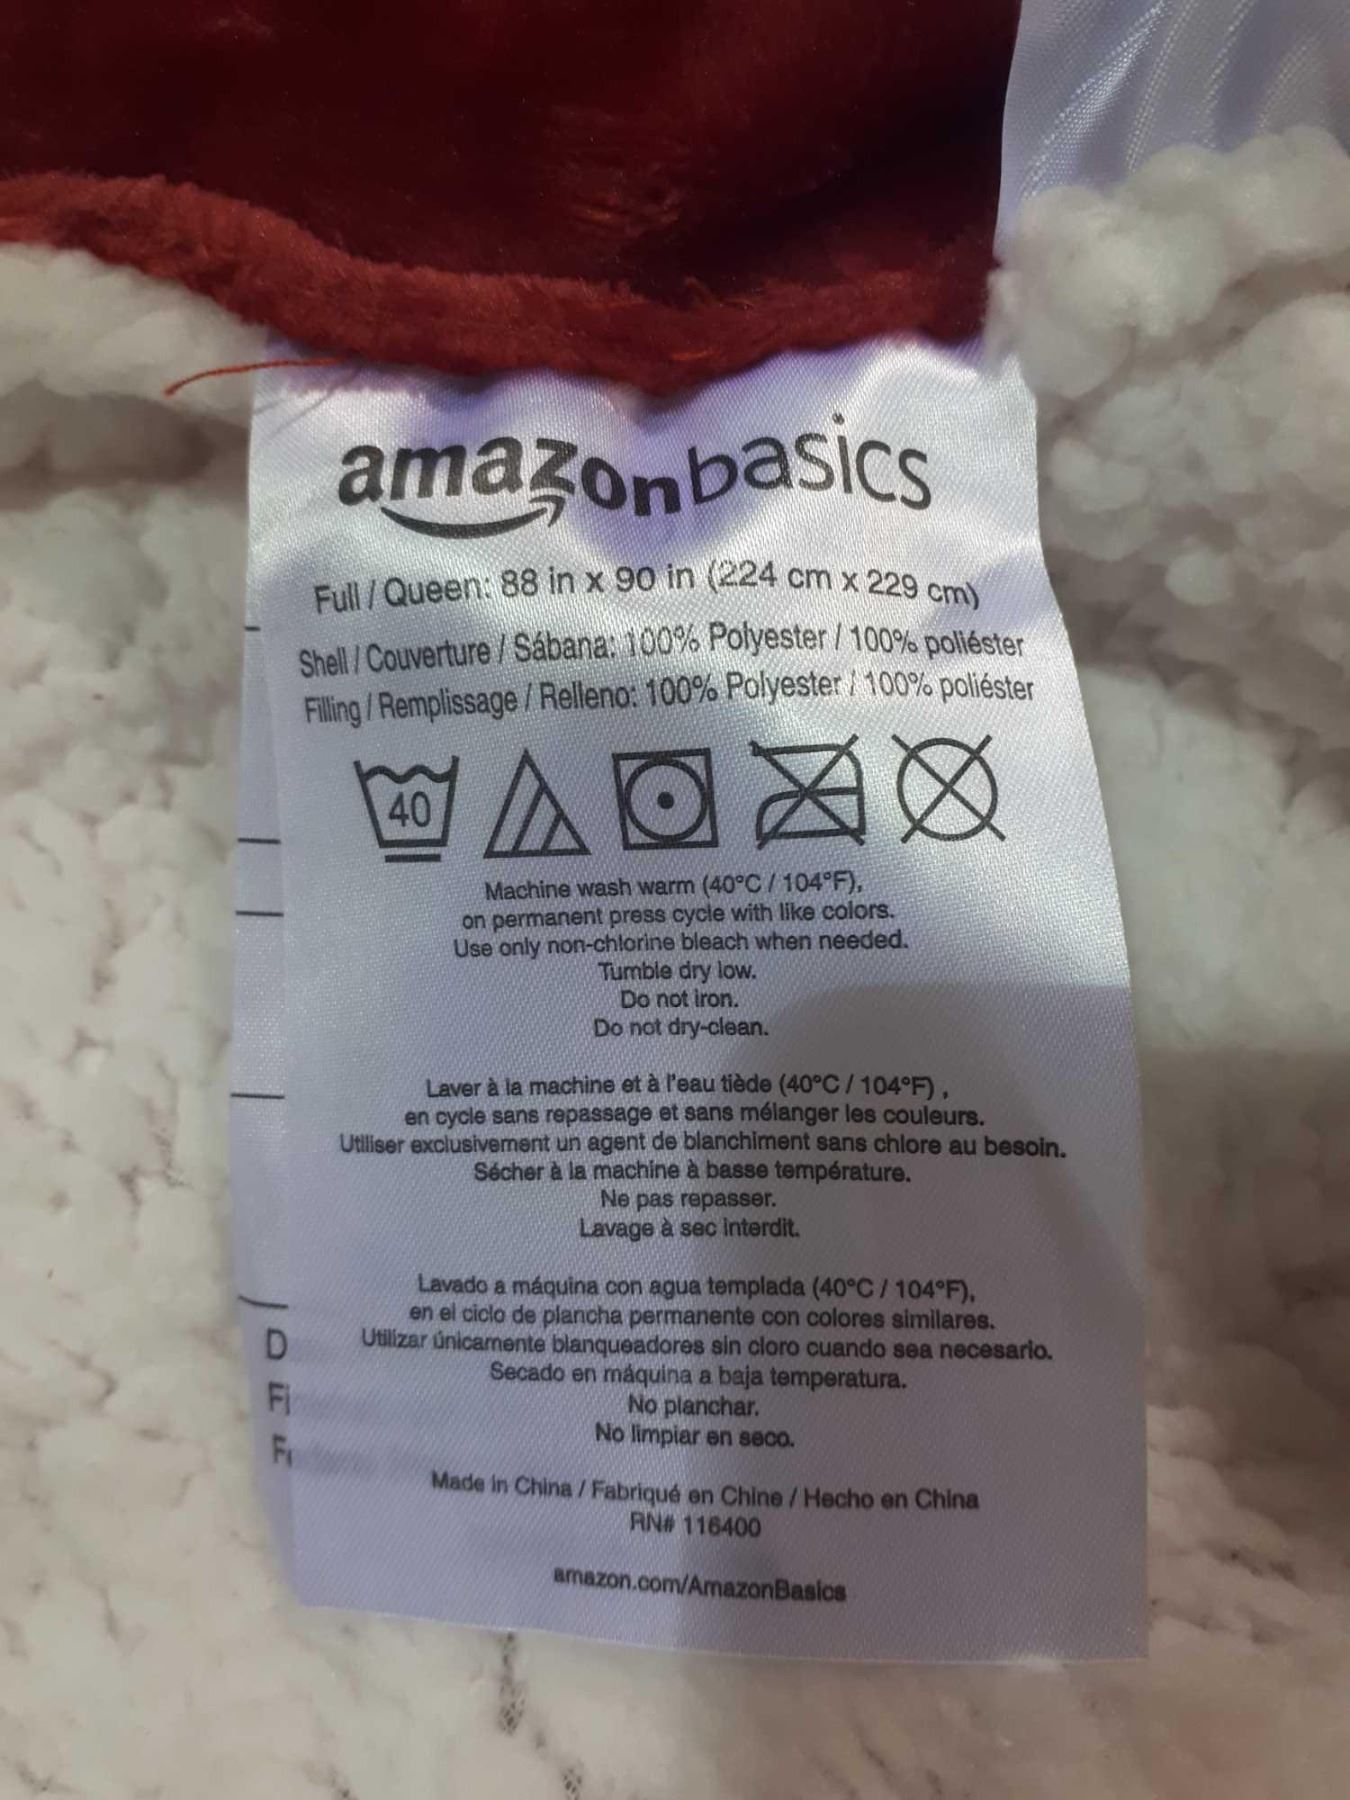 amazonbasics
Full / Queen: 88 in x 90 in (224 cm x 229 cm)
Shell / Couverture / Sábana: 100% Polyester / 100% poliéster
Filling / Remplissage / Relleno: 100% Polyester / 100% poliéster
40
Machine wash warm (40°C / 104°F),
on permanent press cycle with like colors.
Use only non-chlorine bleach when needed.
Tumble dry low.
Do not iron.
Do not dry-clean.
Laver à la machine et à l'eau tiède (40°C / 104°F) ,
en cycle sans repassage et sans mélanger les couleurs.
Utiliser exclusivement un agent de blanchiment sans chlore au besoin.
Sécher à la machine à basse température.
Ne pas repasser.
Lavage à sec interdit.
Lavado a máquina con agua templada (40°C / 104°F),
en el ciclo de plancha permanente con colores similares.
Utilizar únicamente blanqueadores sin cloro cuando sea necesario.
Secado en máquina a baja temperatura.
No planchar.
No limpiar en seco.
Made in China / Fabriqué en Chine / Hecho en China
RN# 116400
amazon.com/AmazonBasics